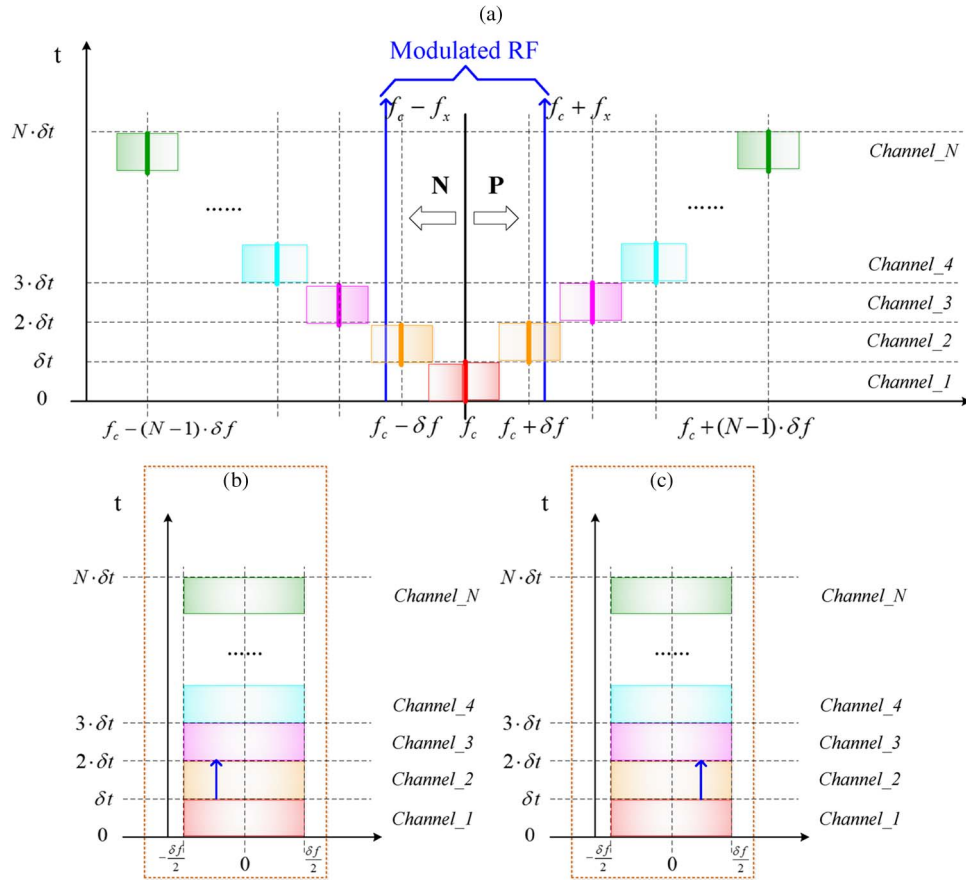 (a)
t
Modulated RF
f_c − f_x
f_c + f_x
N · δt
Channel_N
N
P
......
......
Channel_4
3 · δt
Channel_3
2 · δt
Channel_2
δt
Channel_1
0
f_c − (N−1) · δf
f_c − δf
f_c
f_c + δf
f_c + (N−1) · δf
(b)
t
N · δt
Channel_N
......
Channel_4
3 · δt
Channel_3
2 · δt
Channel_2
δt
Channel_1
0
−δf/2
0
δf/2
(c)
t
N · δt
Channel_N
......
Channel_4
3 · δt
Channel_3
2 · δt
Channel_2
δt
Channel_1
0
−δf/2
0
δf/2